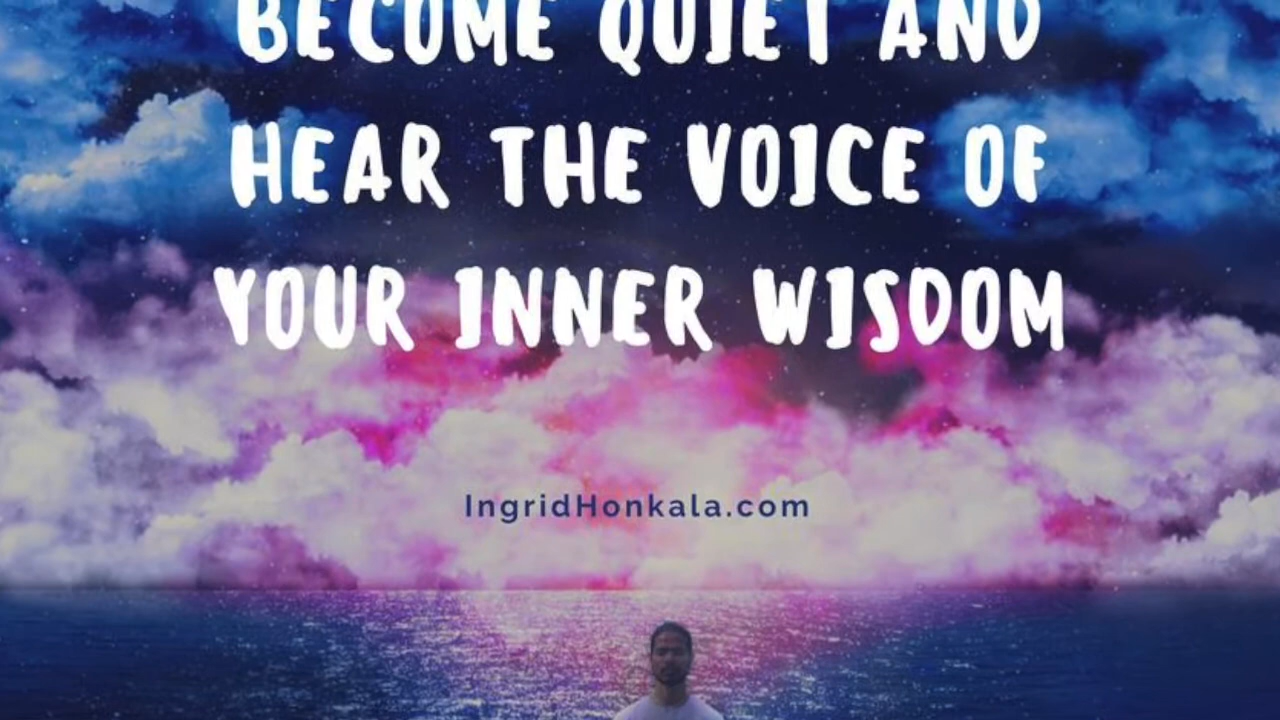 BECOME QUIET AND
HEAR THE VOICE OF
YOUR INNER WISDOM
IngridHonkala.com